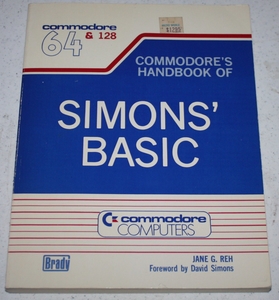 commodore
64 & 128
COMMODORE'S
HANDBOOK OF
SIMONS'
BASIC
commodore
COMPUTERS
Brady
JANE G. REH
Foreword by David Simons